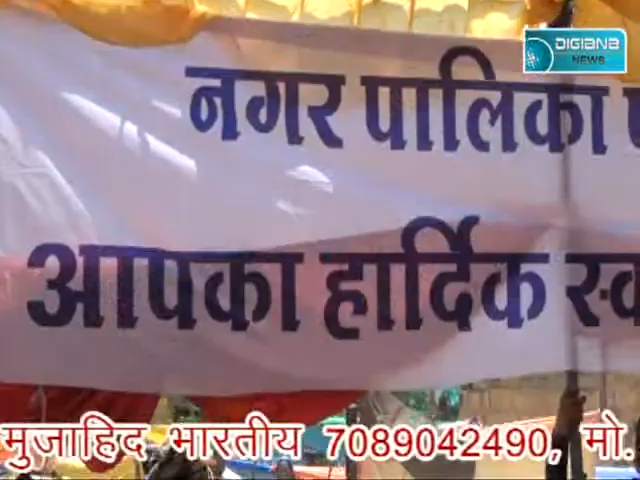 DIGIANA
NEWS
नगर पालिका
आपका हार्दिक
मुजाहिद भारतीय 7089042490, मो.